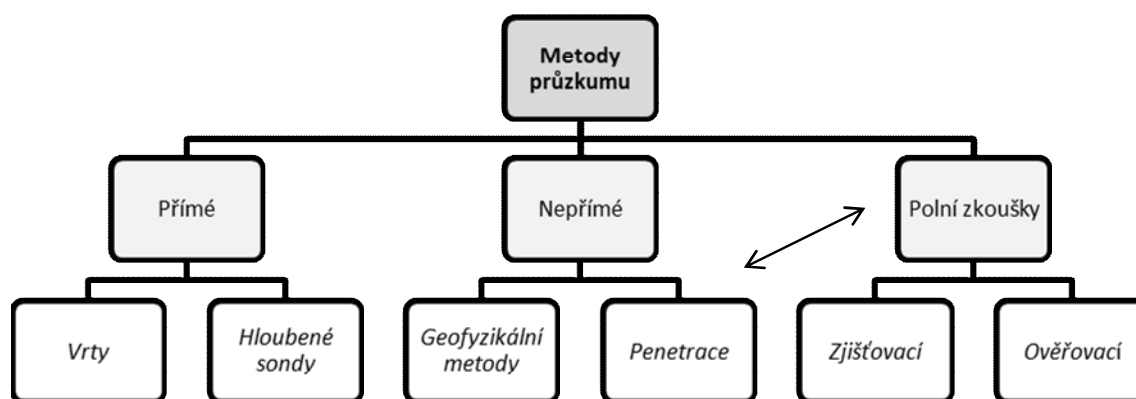 Metody
průzkumu
Přímé
Nepřímé
Polní zkoušky
Vrty
Hloubené
sondy
Geofyzikální
metody
Penetrace
Zjišťovací
Ověřovací